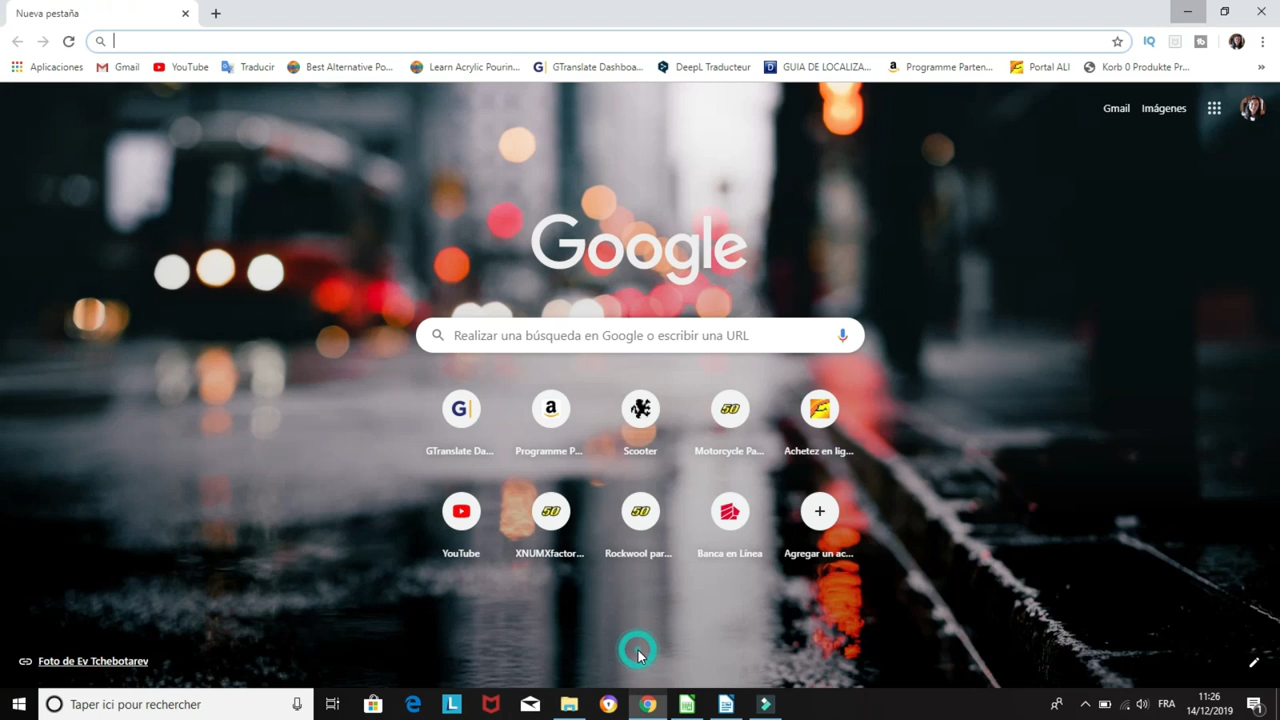 Nueva pestaña
Aplicaciones
Gmail
YouTube
Traducir
Best Alternative Po...
Learn Acrylic Pourin...
GTranslate Dashboa...
DeepL Traducteur
GUIA DE LOCALIZA...
Programme Parten...
Portal ALI
Korb 0 Produkte Pr...
Gmail Imágenes
Google
Realizar una búsqueda en Google o escribir una URL
GTranslate Da...
Programme P...
Scooter
Motorcycle Pa...
Achetez en lig...
YouTube
XNUMXfactor...
Rockwool par...
Banca en Línea
Agregar un ac...
Foto de Ev Tchebotarev
Taper ici pour rechercher
FRA
11:26
14/12/2019